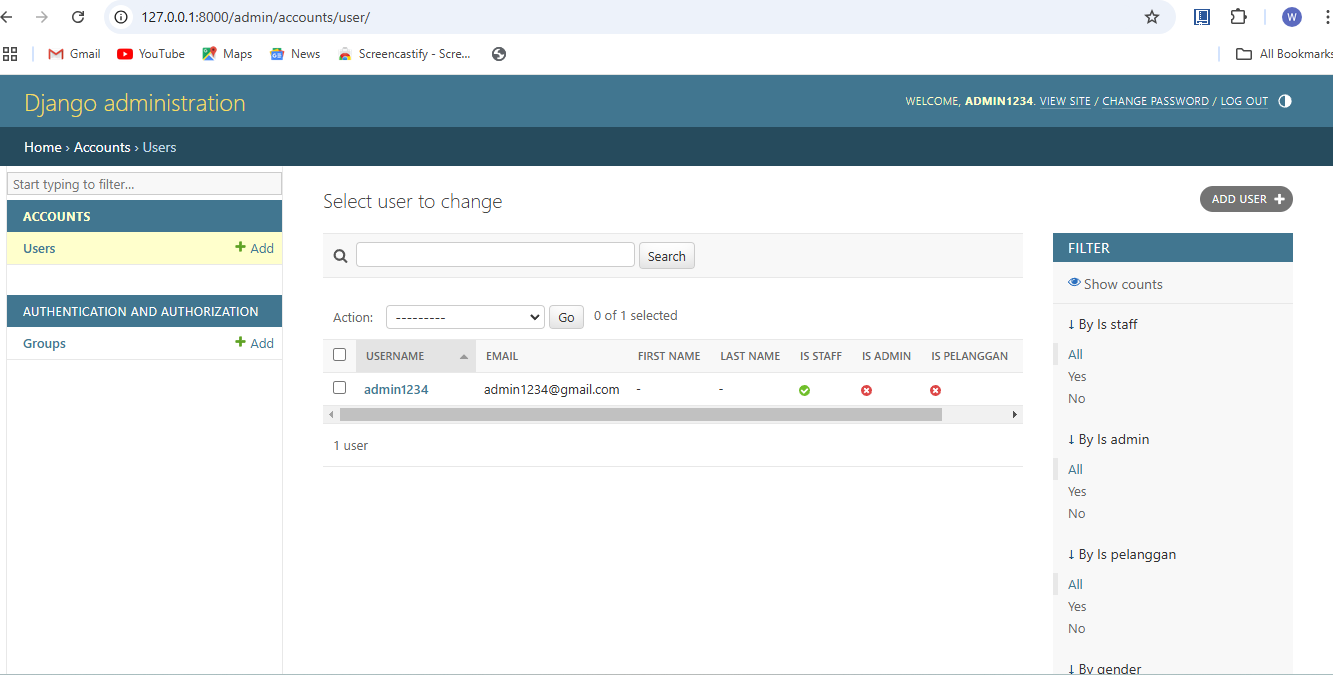 127.0.0.1:8000/admin/accounts/user/
W
Gmail YouTube Maps News Screencastify - Scre... All Bookmarks
Django administration
WELCOME, ADMIN1234. VIEW SITE / CHANGE PASSWORD / LOG OUT
Home › Accounts › Users
Start typing to filter...
ACCOUNTS
Users + Add
AUTHENTICATION AND AUTHORIZATION
Groups + Add
Select user to change
ADD USER +
Search
Action: --------- Go 0 of 1 selected
USERNAME EMAIL FIRST NAME LAST NAME IS STAFF IS ADMIN IS PELANGGAN
admin1234 admin1234@gmail.com - -
1 user
FILTER
Show counts
↓ By Is staff
All
Yes
No
↓ By Is admin
All
Yes
No
↓ By Is pelanggan
All
Yes
No
↓ By gender